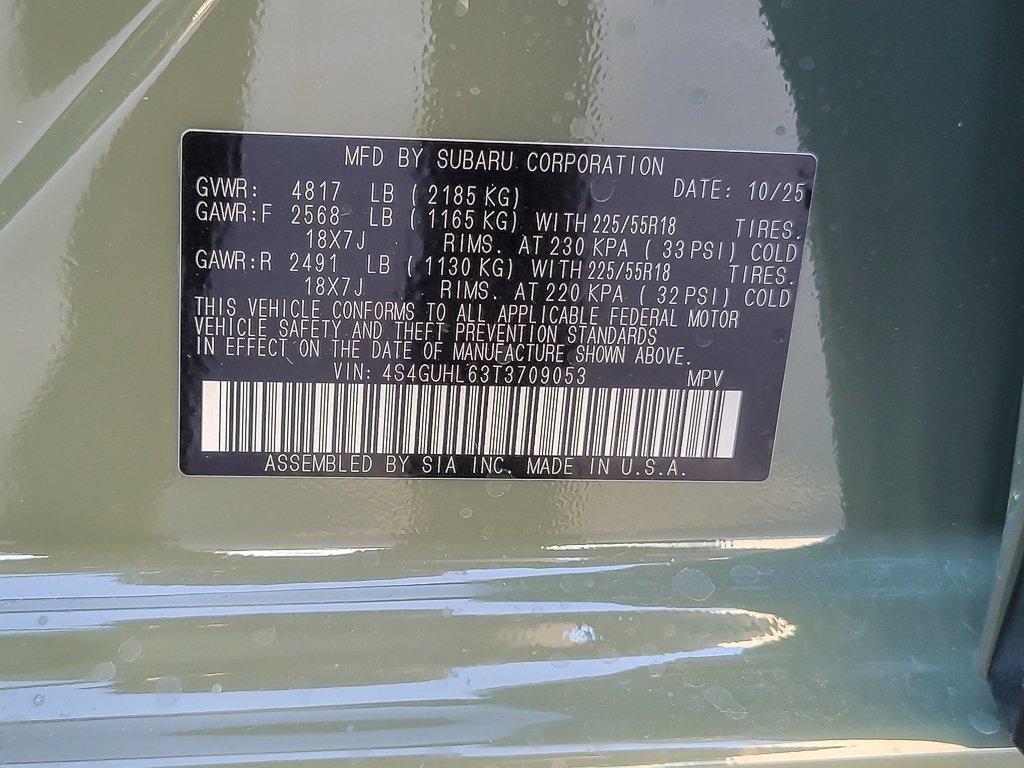 MFD BY SUBARU CORPORATION
GVWR: 4817 LB ( 2185 KG) DATE: 10/25
GAWR:F 2568 LB ( 1165 KG) WITH 225/55R18 TIRES.
18X7J RIMS. AT 230 KPA ( 33 PSI) COLD
GAWR:R 2491 LB ( 1130 KG) WITH 225/55R18 TIRES.
18X7J RIMS. AT 220 KPA ( 32 PSI) COLD
THIS VEHICLE CONFORMS TO ALL APPLICABLE FEDERAL MOTOR
VEHICLE SAFETY AND THEFT PREVENTION STANDARDS
IN EFFECT ON THE DATE OF MANUFACTURE SHOWN ABOVE.
VIN: 4S4GUHL63T3709053 MPV
ASSEMBLED BY SIA INC. MADE IN U.S.A.